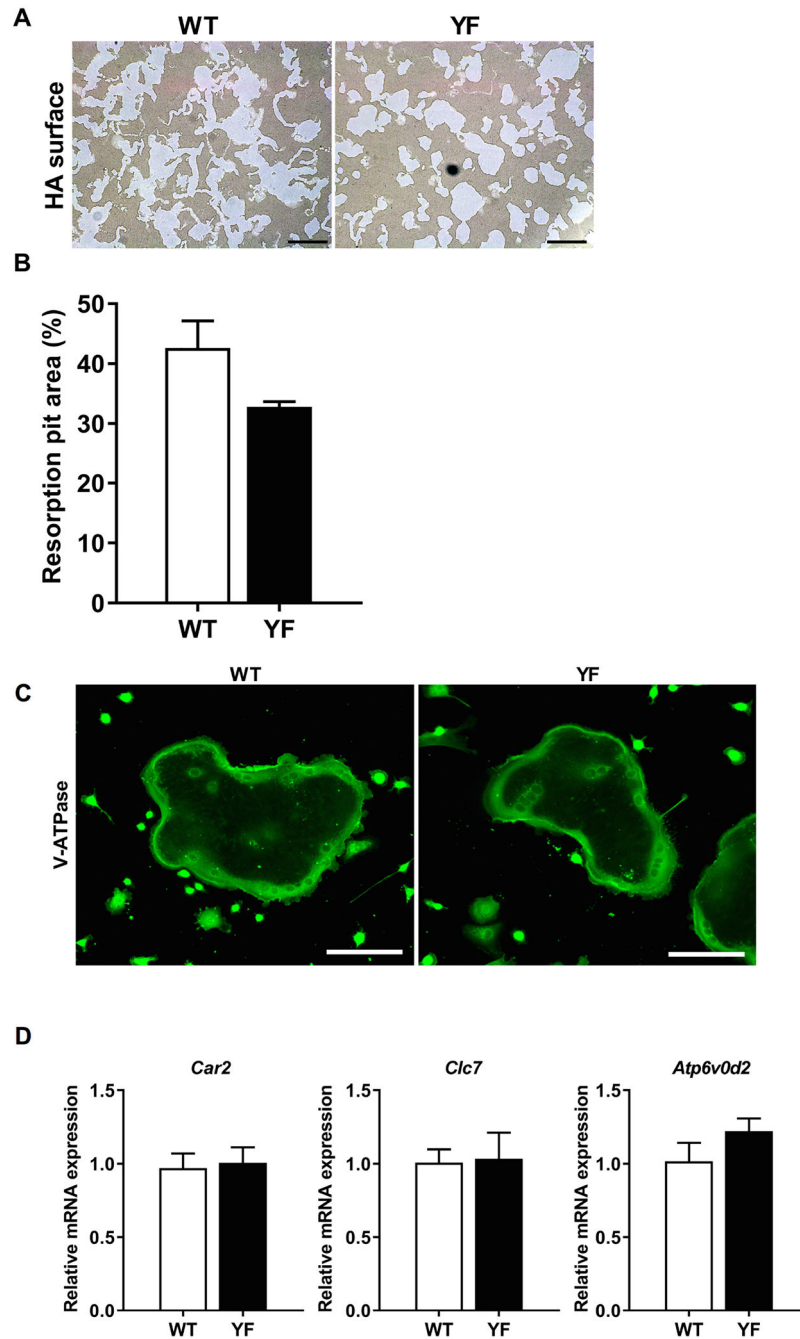 A
WT YF
HA surface
B
Resorption pit area (%)
50
40
30
20
10
0
WT YF
C
WT YF
V-ATPase
D
Car2
Relative mRNA expression
1.5
1.0
0.5
0.0
WT YF
Clc7
Relative mRNA expression
1.5
1.0
0.5
0.0
WT YF
Atp6v0d2
Relative mRNA expression
1.5
1.0
0.5
0.0
WT YF